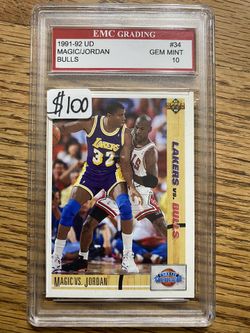 EMC GRADING
1991-92 UD #34
MAGIC/JORDAN GEM MINT
BULLS 10
$100
LAKERS
32
LAKERS vs. BULLS
MAGIC VS. JORDAN